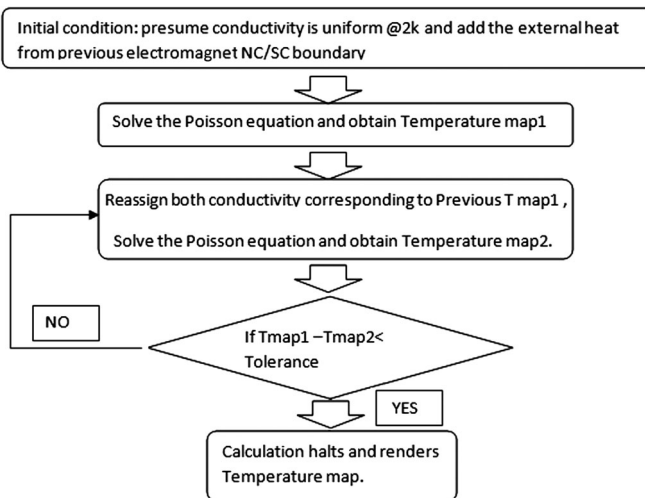 Initial condition: presume conductivity is uniform @2k and add the external heat
from previous electromagnet NC/SC boundary
Solve the Poisson equation and obtain Temperature map1
Reassign both conductivity corresponding to Previous T map1 ,
Solve the Poisson equation and obtain Temperature map2.
NO
If Tmap1 –Tmap2<
Tolerance
YES
Calculation halts and renders
Temperature map.